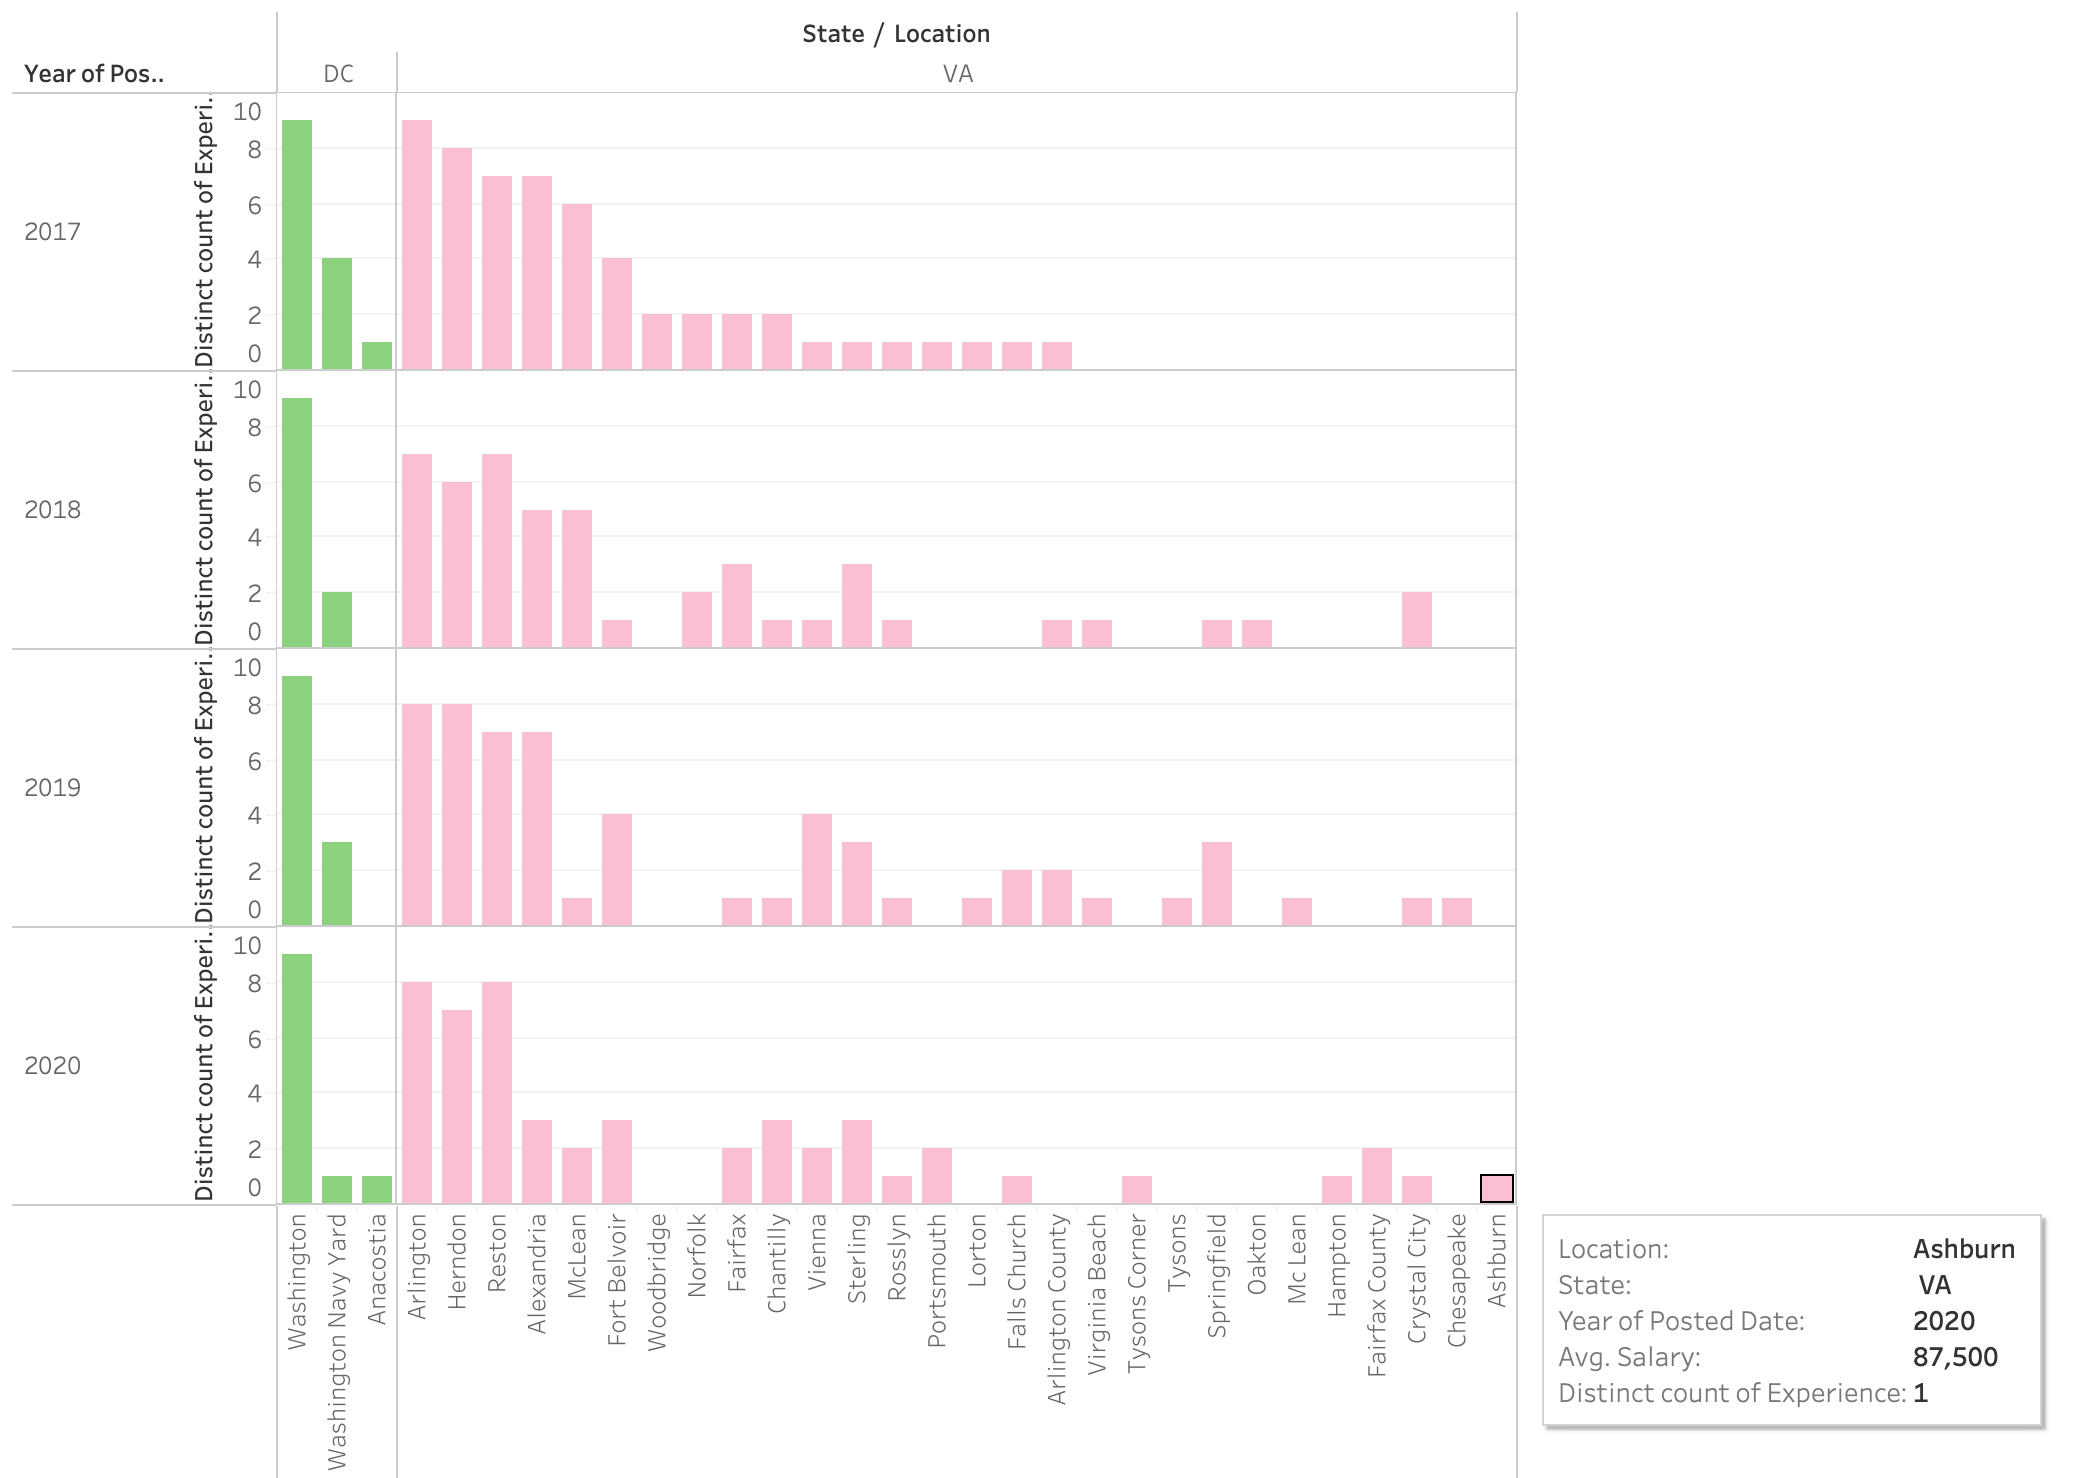 State / Location
Year of Pos..
DC
VA
2017
Distinct count of Experi..
10
8
6
4
2
0
2018
Distinct count of Experi..
10
8
6
4
2
0
2019
Distinct count of Experi..
10
8
6
4
2
0
2020
Distinct count of Experi..
10
8
6
4
2
0
Washington
Washington Navy Yard
Anacostia
Arlington
Herndon
Reston
Alexandria
McLean
Fort Belvoir
Woodbridge
Norfolk
Fairfax
Chantilly
Vienna
Sterling
Rosslyn
Portsmouth
Lorton
Falls Church
Arlington County
Virginia Beach
Tysons Corner
Tysons
Springfield
Oakton
Mc Lean
Hampton
Fairfax County
Crystal City
Chesapeake
Ashburn
Location: Ashburn
State: VA
Year of Posted Date: 2020
Avg. Salary: 87,500
Distinct count of Experience: 1